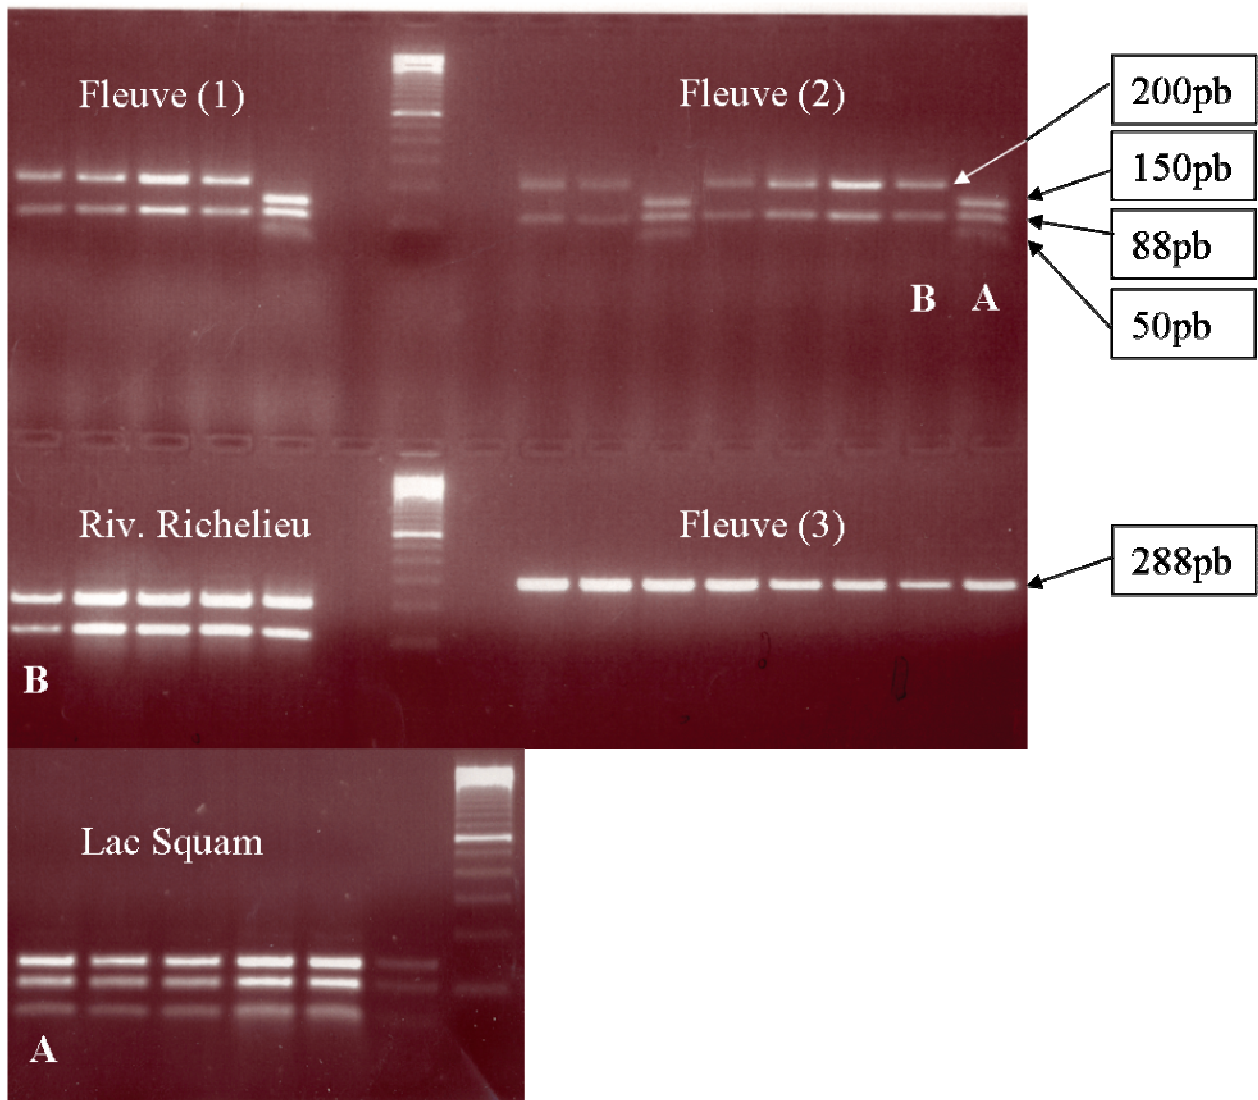 Fleuve (1)
Fleuve (2)
200pb
150pb
88pb
50pb
B
A
Riv. Richelieu
Fleuve (3)
288pb
B
Lac Squam
A